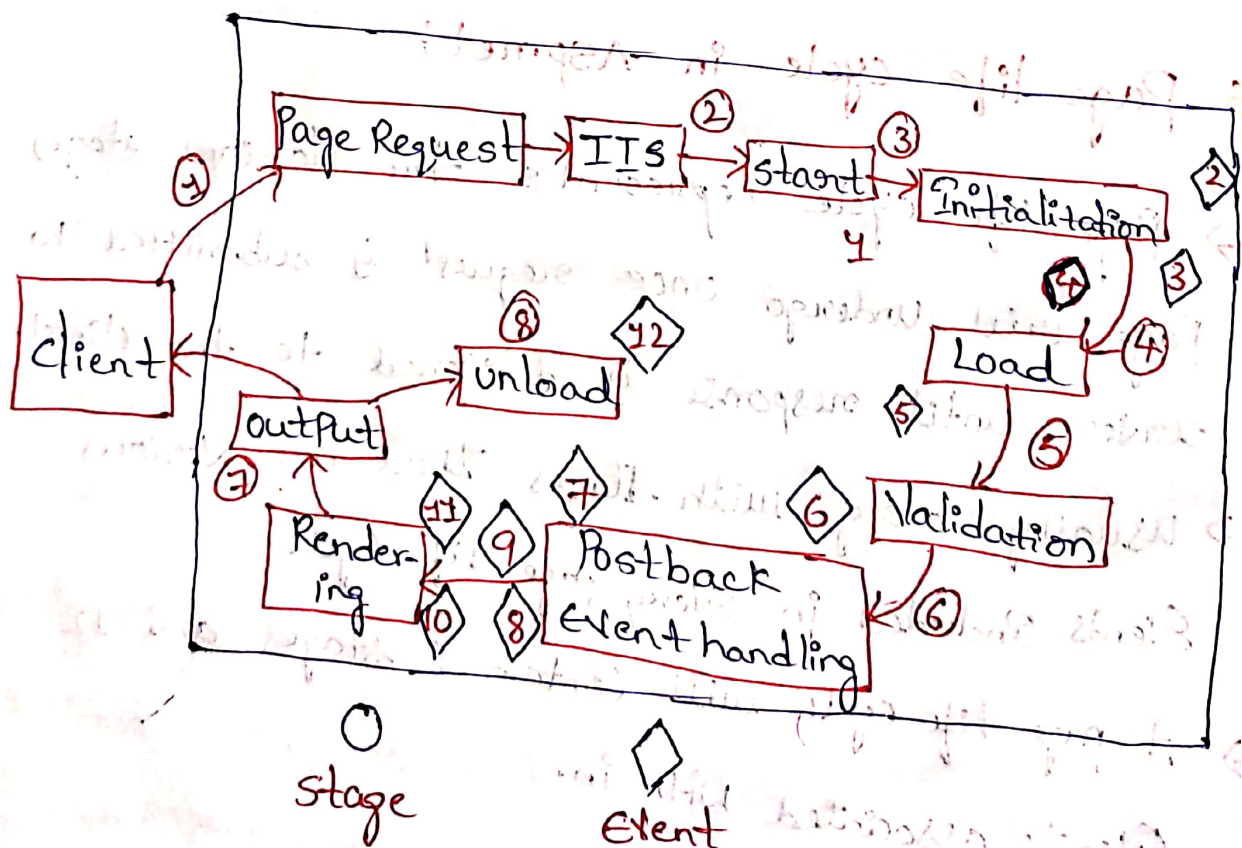 Page Request
IIS
2
start
3
Initialitation
2
1
1
4
3
client
8
12
Load
4
unload
output
5
5
7
11
9
7
6
Validation
Render-
ing
10
8
Postback
Event handling
6
stage
Event